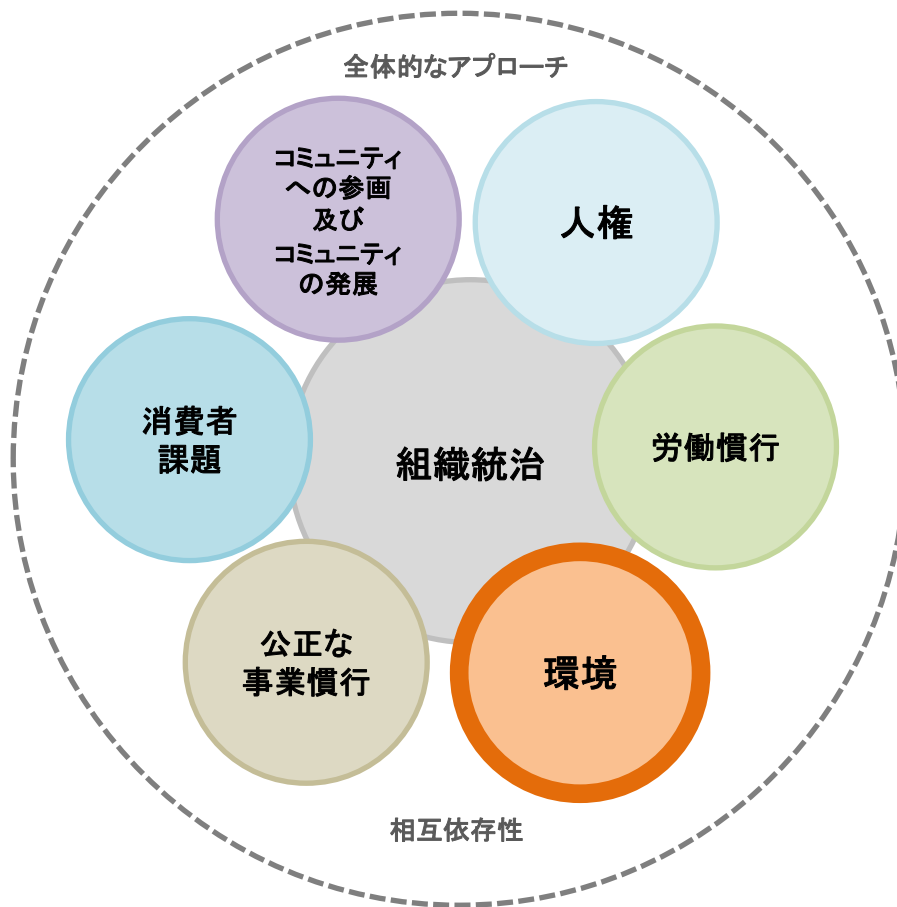 全体的なアプローチ
コミュニティ
への参画
及び
コミュニティ
の発展
人権
消費者
課題
組織統治
労働慣行
公正な
事業慣行
環境
相互依存性